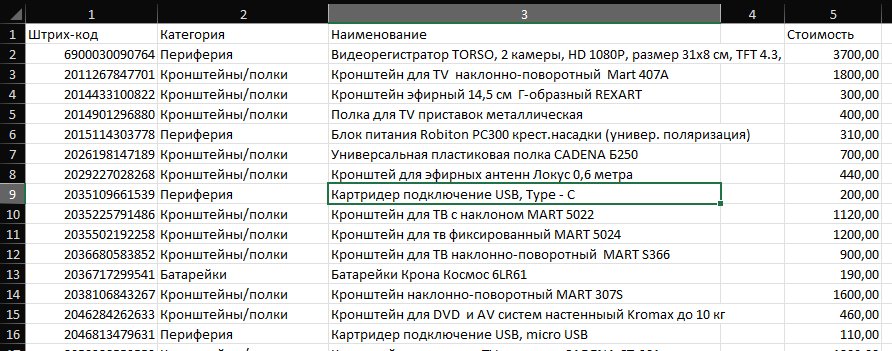 1 2 3 4 5
1 Штрих-код Категория Наименование Стоимость
2 6900030090764 Периферия Видеорегистратор TORSO, 2 камеры, HD 1080P, размер 31х8 см, TFT 4.3, 3700,00
3 2011267847701 Кронштейны/полки Кронштейн для TV наклонно-поворотный Mart 407A 1800,00
4 2014433100822 Кронштейны/полки Кронштейн эфирный 14,5 см Г-образный REXART 300,00
5 2014901296880 Кронштейны/полки Полка для TV приставок металлическая 400,00
6 2015114303778 Периферия Блок питания Robiton PC300 крест.насадки (универ. поляризация) 310,00
7 2026198147189 Кронштейны/полки Универсальная пластиковая полка CADENA Б250 700,00
8 2029227028268 Кронштейны/полки Кронштей для эфирных антенн Локус 0,6 метра 440,00
9 2035109661539 Периферия Картридер подключение USB, Type - C 200,00
10 2035225791486 Кронштейны/полки Кронштейн для ТВ с наклоном MART 5022 1120,00
11 2035502192258 Кронштейны/полки Кронштейн для тв фиксированный MART 5024 1200,00
12 2036680583852 Кронштейны/полки Кронштейн для ТВ наклонно-поворотный MART S366 900,00
13 2036717299541 Батарейки Батарейки Крона Космос 6LR61 190,00
14 2038106843267 Кронштейны/полки Кронштейн наклонно-поворотный MART 307S 1600,00
15 2046284262633 Кронштейны/полки Кронштейн для DVD и AV систем настенныый Kromax до 10 кг 460,00
16 2046813479631 Периферия Картридер подключение USB, micro USB 110,00